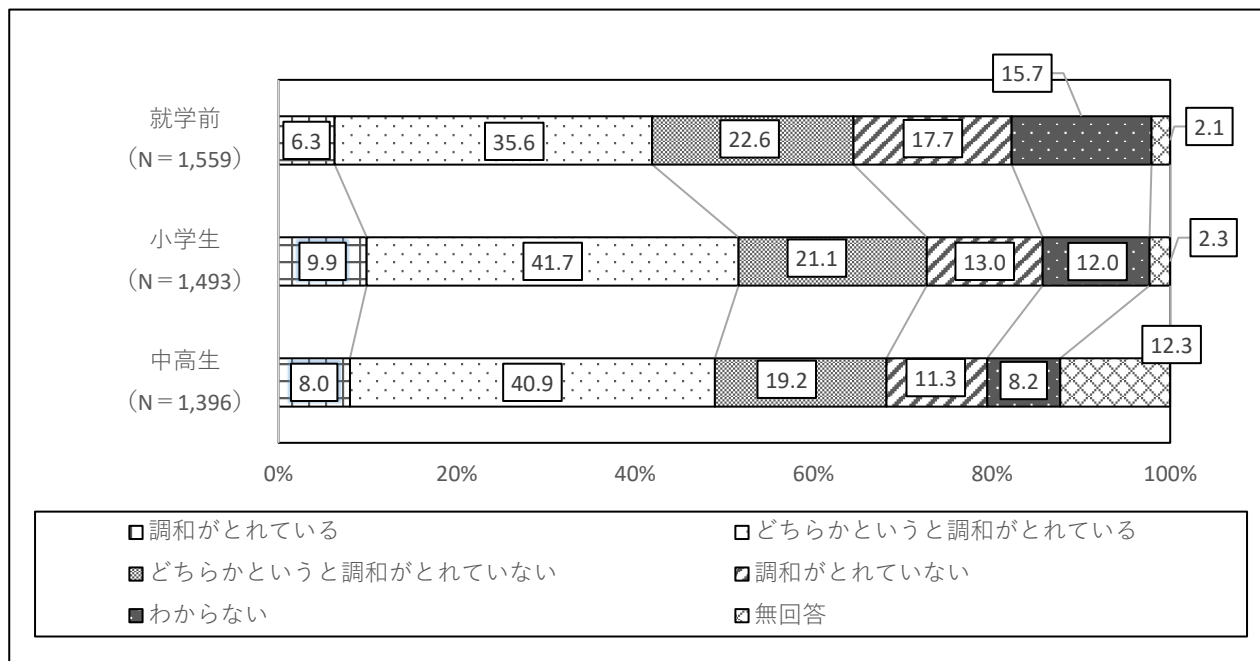 15.7
就学前
(N＝1,559)
6.3
35.6
22.6
17.7
2.1
小学生
(N＝1,493)
9.9
41.7
21.1
13.0
12.0
2.3
中高生
(N＝1,396)
8.0
40.9
19.2
11.3
8.2
12.3
0%
20%
40%
60%
80%
100%
調和がとれている
どちらかというと調和がとれている
どちらかというと調和がとれていない
調和がとれていない
わからない
無回答